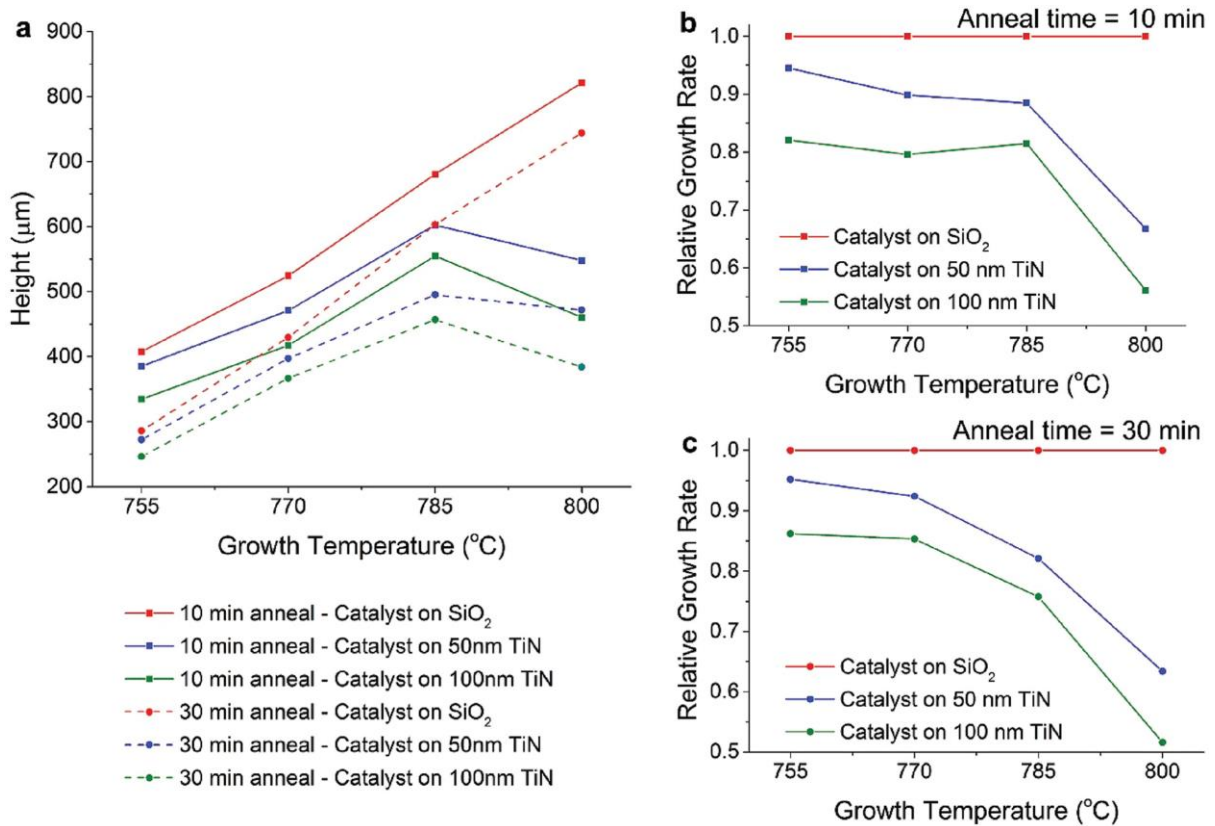 a
900
800
700
600
500
400
300
200
Height (μm)
755 770 785 800
Growth Temperature (°C)
10 min anneal - Catalyst on SiO₂
10 min anneal - Catalyst on 50nm TiN
10 min anneal - Catalyst on 100nm TiN
30 min anneal - Catalyst on SiO₂
30 min anneal - Catalyst on 50nm TiN
30 min anneal - Catalyst on 100nm TiN
b
Anneal time = 10 min
1.0
0.9
0.8
0.7
0.6
0.5
Relative Growth Rate
Catalyst on SiO₂
Catalyst on 50 nm TiN
Catalyst on 100 nm TiN
755 770 785 800
Growth Temperature (°C)
c
Anneal time = 30 min
1.0
0.9
0.8
0.7
0.6
0.5
Relative Growth Rate
Catalyst on SiO₂
Catalyst on 50 nm TiN
Catalyst on 100 nm TiN
755 770 785 800
Growth Temperature (°C)